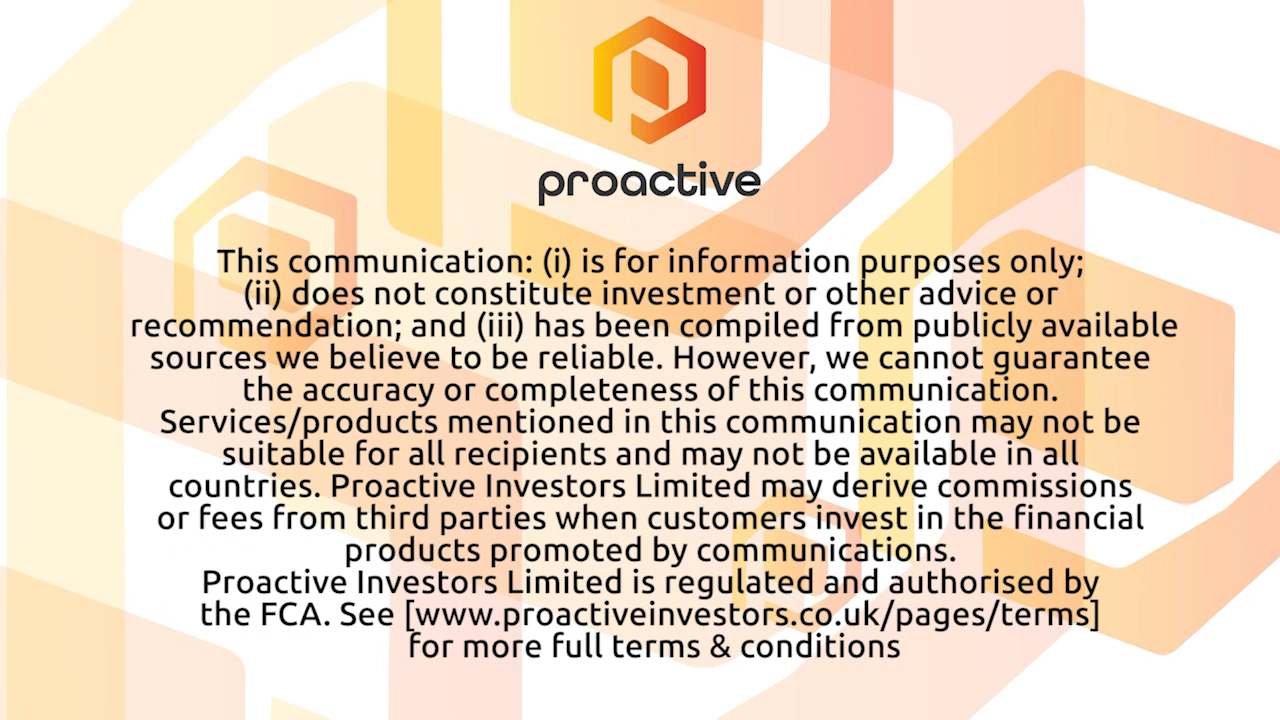 proactive
This communication: (i) is for information purposes only;
(ii) does not constitute investment or other advice or
recommendation; and (iii) has been compiled from publicly available
sources we believe to be reliable. However, we cannot guarantee
the accuracy or completeness of this communication.
Services/products mentioned in this communication may not be
suitable for all recipients and may not be available in all
countries. Proactive Investors Limited may derive commissions
or fees from third parties when customers invest in the financial
products promoted by communications.
Proactive Investors Limited is regulated and authorised by
the FCA. See [www.proactiveinvestors.co.uk/pages/terms]
for more full terms & conditions